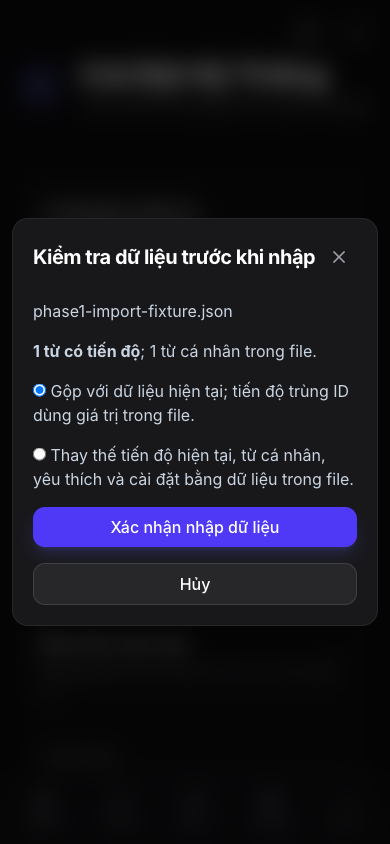 Kiểm tra dữ liệu trước khi nhập
phase1-import-fixture.json
1 từ có tiến độ; 1 từ cá nhân trong file.
Gộp với dữ liệu hiện tại; tiến độ trùng ID
dùng giá trị trong file.
Thay thế tiến độ hiện tại, từ cá nhân,
yêu thích và cài đặt bằng dữ liệu trong file.
Xác nhận nhập dữ liệu
Hủy